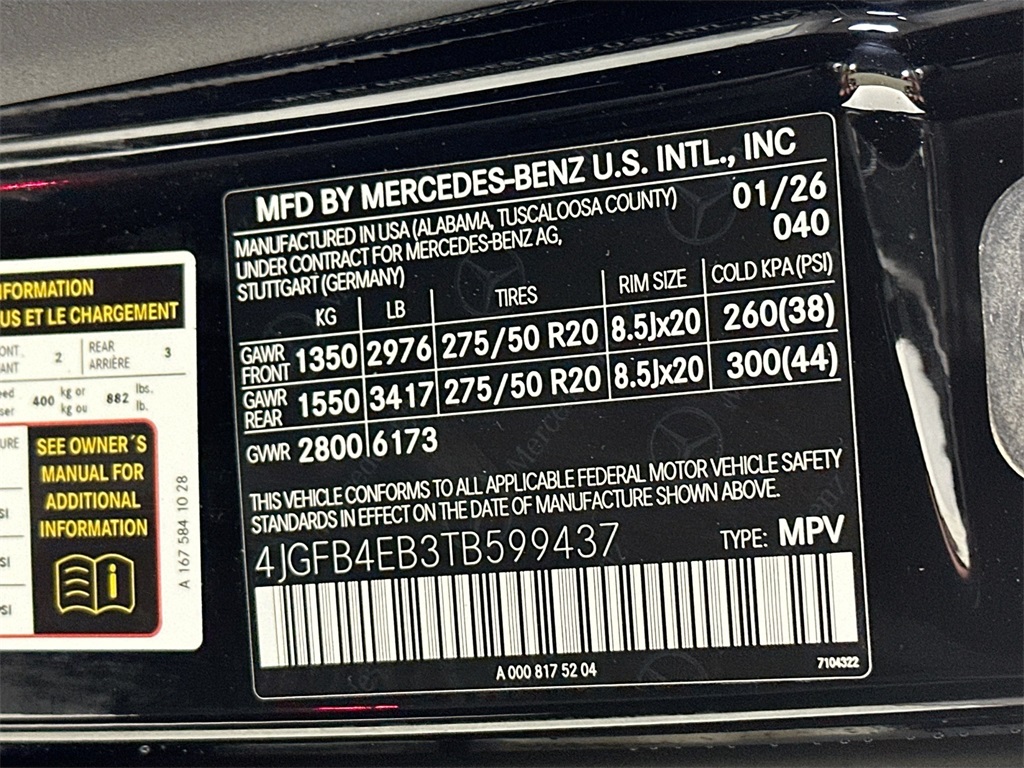 MFD BY MERCEDES-BENZ U.S. INTL., INC
MANUFACTURED IN USA (ALABAMA, TUSCALOOSA COUNTY)
UNDER CONTRACT FOR MERCEDES-BENZ AG,
STUTTGART (GERMANY)
01/26
040
KG LB TIRES RIM SIZE COLD KPA (PSI)
GAWR FRONT 1350 2976 275/50 R20 8.5Jx20 260(38)
GAWR REAR 1550 3417 275/50 R20 8.5Jx20 300(44)
GVWR 2800 6173
THIS VEHICLE CONFORMS TO ALL APPLICABLE FEDERAL MOTOR VEHICLE SAFETY
STANDARDS IN EFFECT ON THE DATE OF MANUFACTURE SHOWN ABOVE.
4JGFB4EB3TB599437 TYPE: MPV
A 000 817 52 04
7104322
NFORMATION
US ET LE CHARGEMENT
2 REAR 3
ARRIÈRE
400 kg or 882 lbs.
kg ou lb.
SEE OWNER´S
MANUAL FOR
ADDITIONAL
INFORMATION
A 167 584 10 28